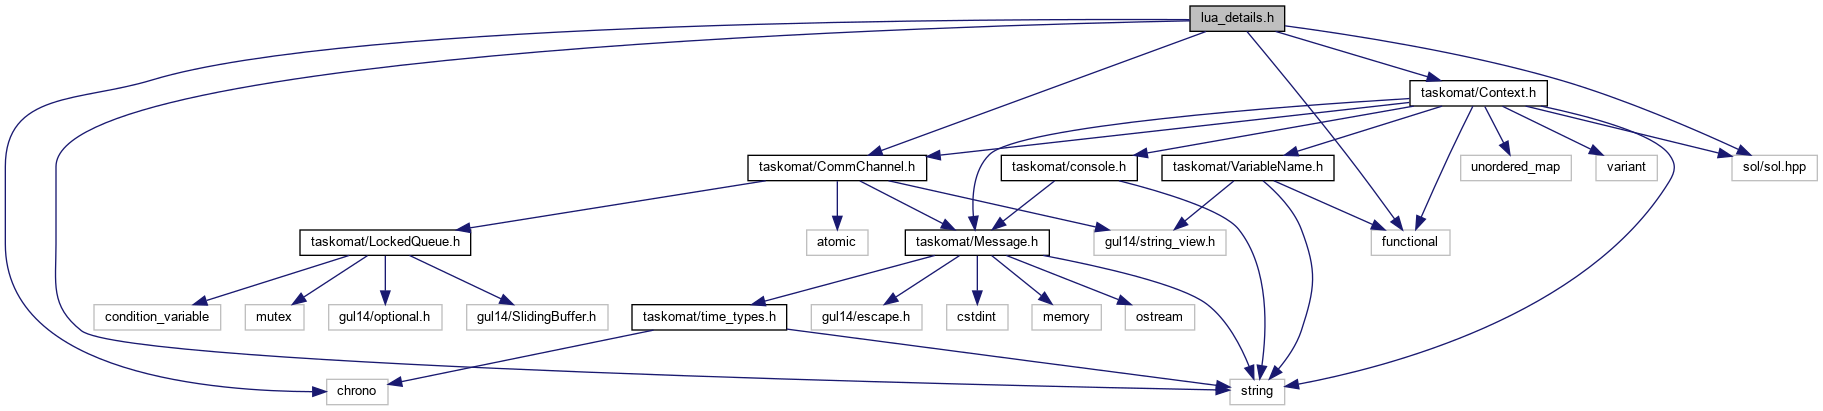 lua_details.h
taskomat/Context.h
taskomat/CommChannel.h
taskomat/console.h
taskomat/VariableName.h
unordered_map
variant
sol/sol.hpp
taskomat/LockedQueue.h
atomic
taskomat/Message.h
gul14/string_view.h
functional
condition_variable
mutex
gul14/optional.h
gul14/SlidingBuffer.h
taskomat/time_types.h
gul14/escape.h
cstdint
memory
ostream
chrono
string